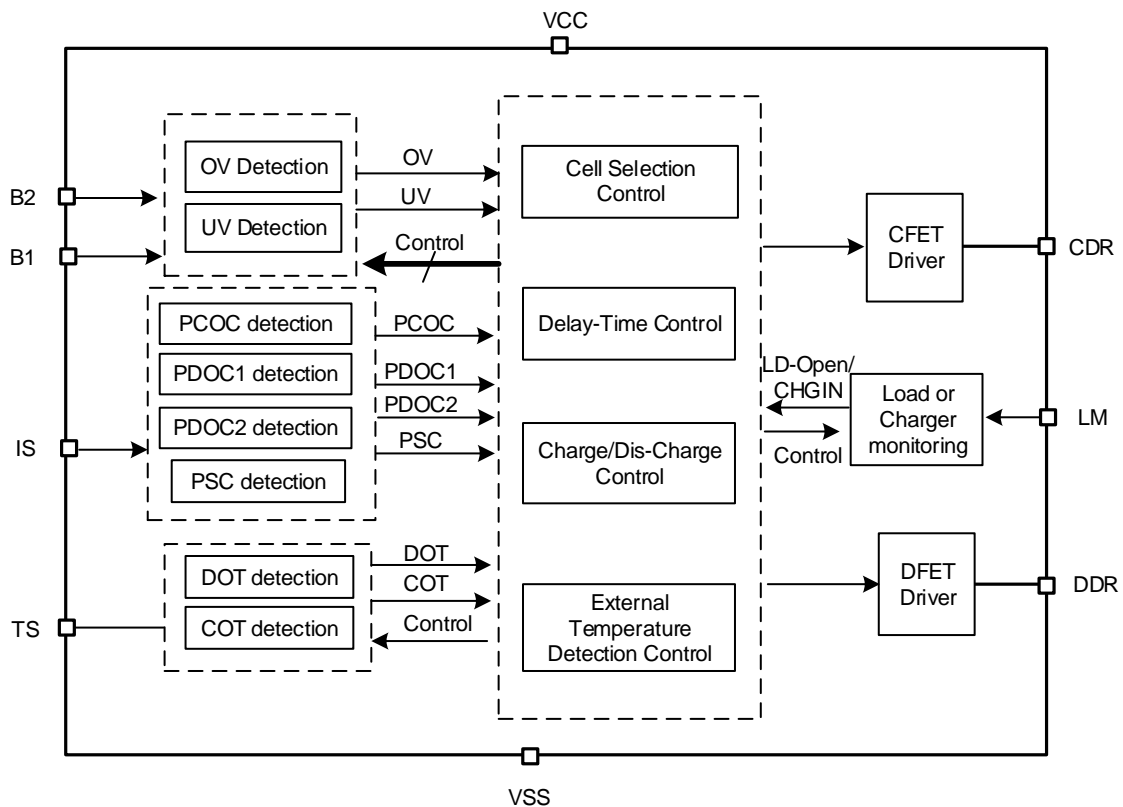 VCC
B2
B1
IS
TS
OV Detection
UV Detection
OV
UV
Control
PCOC detection
PDOC1 detection
PDOC2 detection
PSC detection
PCOC
PDOC1
PDOC2
PSC
DOT detection
COT detection
DOT
COT
Control
Cell Selection
Control
Delay-Time Control
Charge/Dis-Charge
Control
External
Temperature
Detection Control
CFET
Driver
CDR
LD-Open/
CHGIN
Control
Load or
Charger
monitoring
LM
DFET
Driver
DDR
VSS